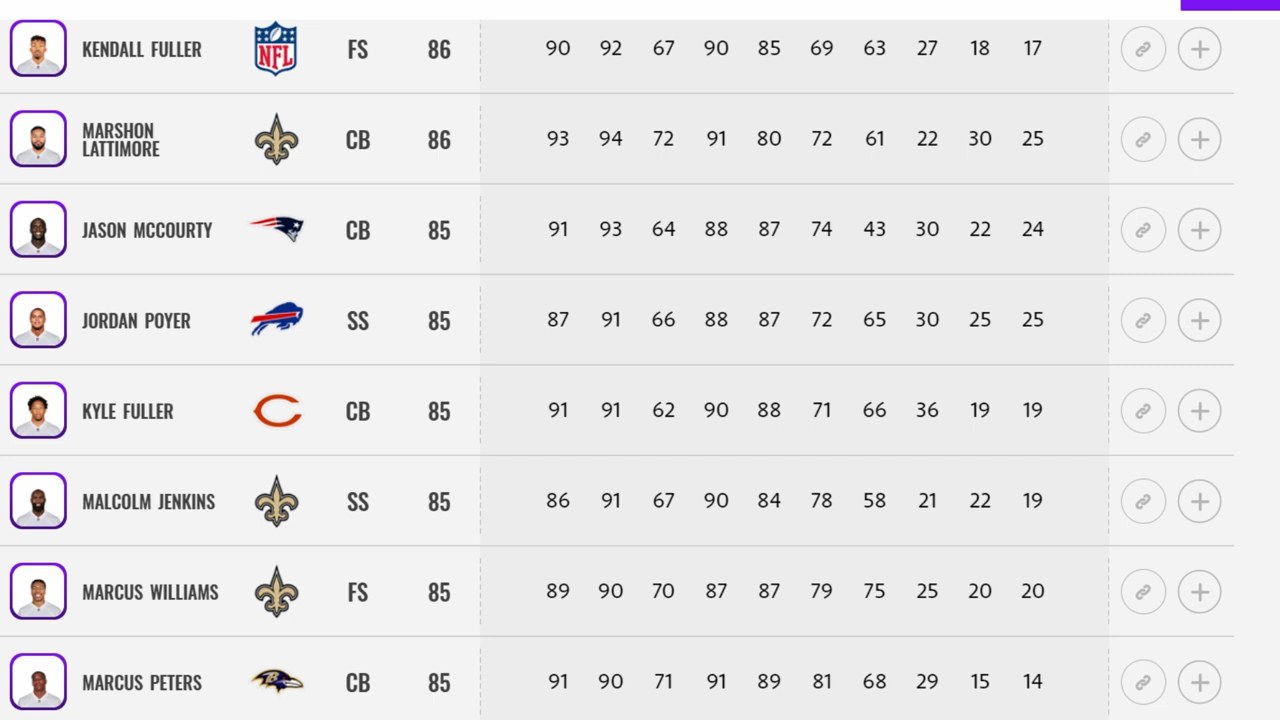 KENDALL FULLER NFL FS 86 90 92 67 90 85 69 63 27 18 17
MARSHON
LATTIMORE CB 86 93 94 72 91 80 72 61 22 30 25
JASON MCCOURTY CB 85 91 93 64 88 87 74 43 30 22 24
JORDAN POYER SS 85 87 91 66 88 87 72 65 30 25 25
KYLE FULLER CB 85 91 91 62 90 88 71 66 36 19 19
MALCOLM JENKINS SS 85 86 91 67 90 84 78 58 21 22 19
MARCUS WILLIAMS FS 85 89 90 70 87 87 79 75 25 20 20
MARCUS PETERS B CB 85 91 90 71 91 89 81 68 29 15 14